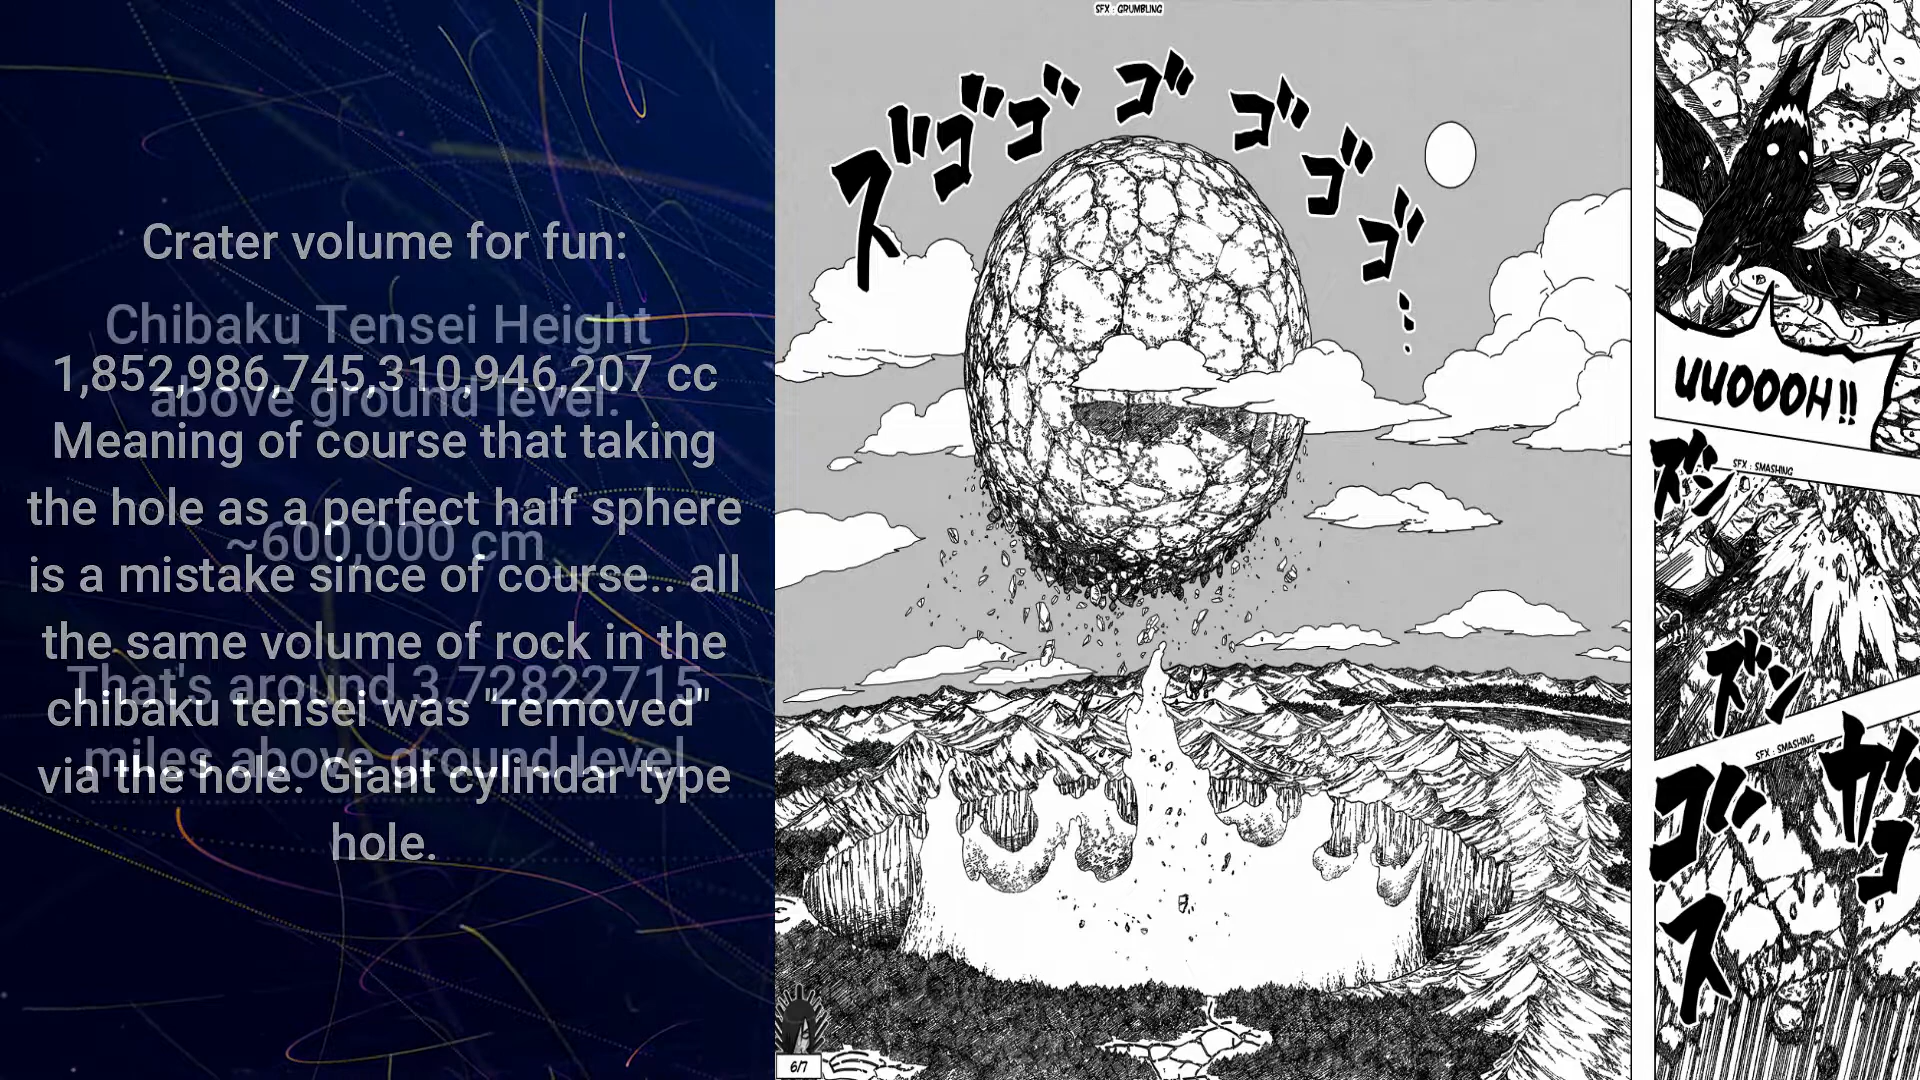 Crater volume for fun:
Chibaku Tensei Height
1,852,986,745,310,946,207 cc
above ground level:
Meaning of course that taking
the hole as a perfect half sphere
~600,000 cm
is a mistake since of course.. all
the same volume of rock in the
That's around 3.72822715
chibaku tensei was "removed"
miles above ground level
via the hole. Giant cylindar type
hole.
SFX : GRUMBLING
ズゴゴゴゴゴゴ...
6/7
UUOOOH!!
ズン
SFX : SMASHING
ズン
SFX : SMASHING